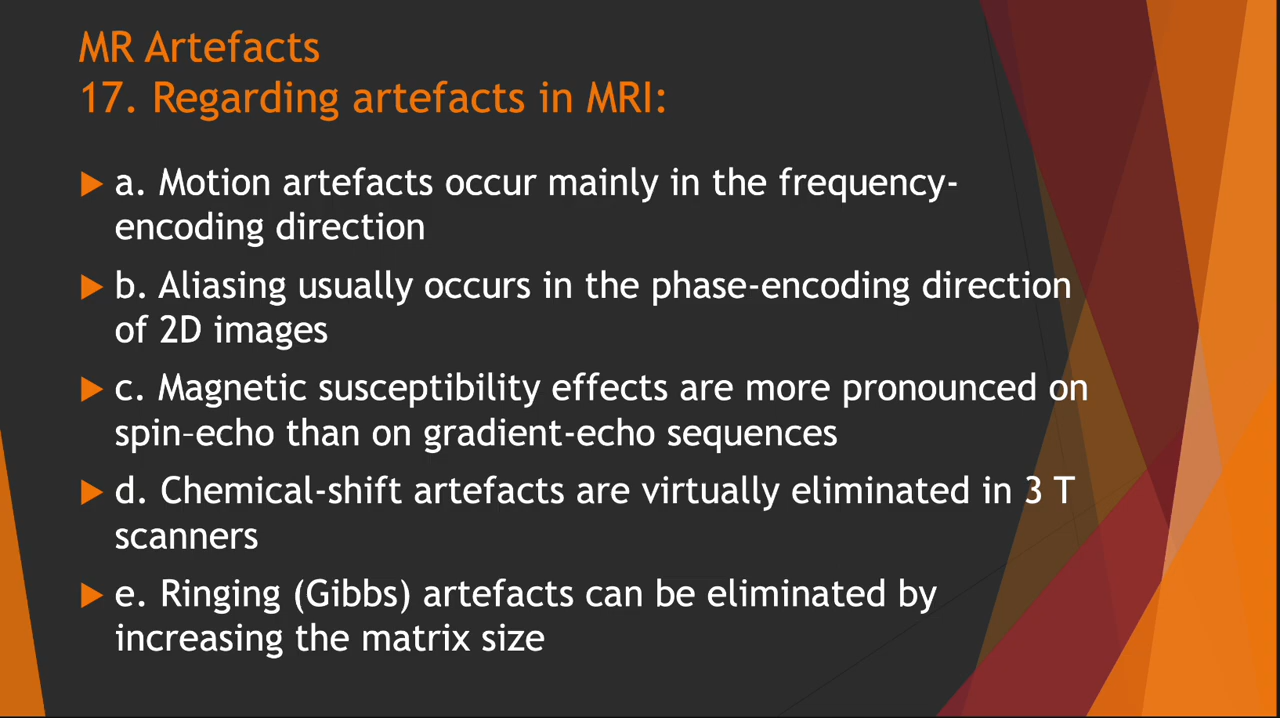 MR Artefacts
17. Regarding artefacts in MRI:
a. Motion artefacts occur mainly in the frequency-
encoding direction
b. Aliasing usually occurs in the phase-encoding direction
of 2D images
c. Magnetic susceptibility effects are more pronounced on
spin–echo than on gradient-echo sequences
d. Chemical-shift artefacts are virtually eliminated in 3 T
scanners
e. Ringing (Gibbs) artefacts can be eliminated by
increasing the matrix size